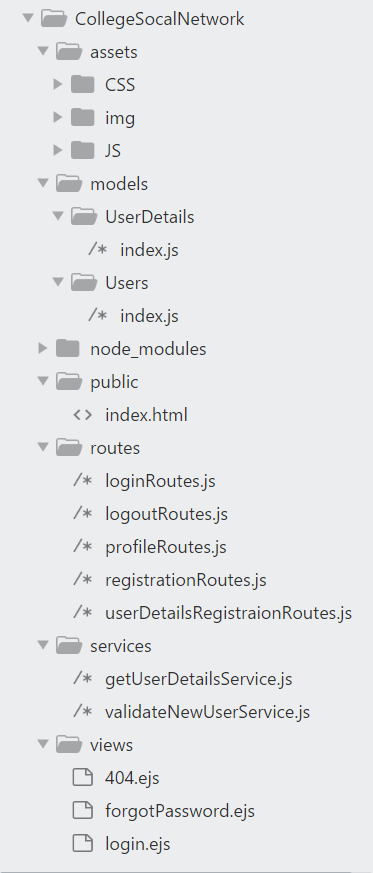 CollegeSocalNetwork
assets
CSS
img
JS
models
UserDetails
/* index.js
Users
/* index.js
node_modules
public
<> index.html
routes
/* loginRoutes.js
/* logoutRoutes.js
/* profileRoutes.js
/* registrationRoutes.js
/* userDetailsRegistraionRoutes.js
services
/* getUserDetailsService.js
/* validateNewUserService.js
views
404.ejs
forgotPassword.ejs
login.ejs